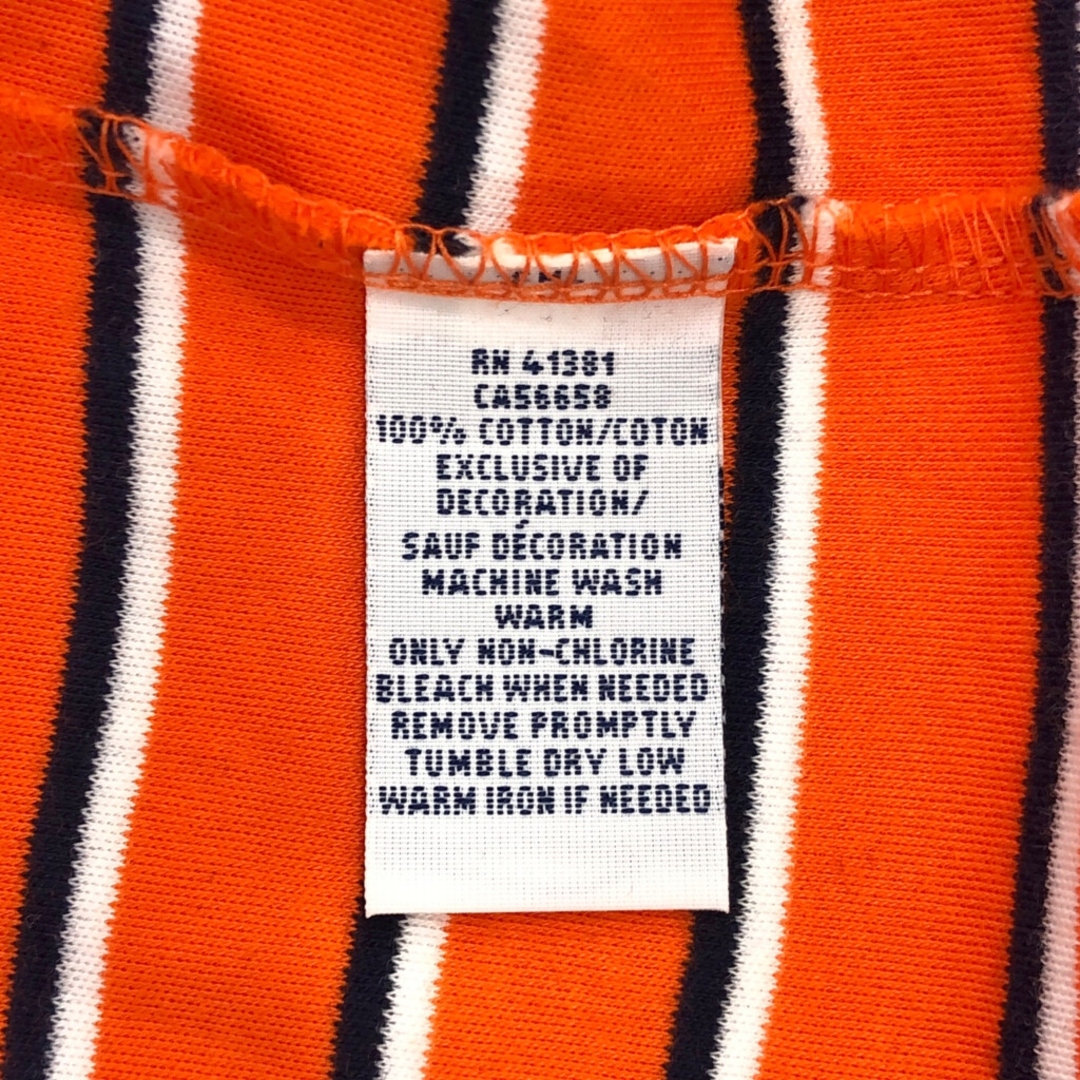 RN 41381
CA56658
100% COTTON/COTON
EXCLUSIVE OF
DECORATION/
SAUF DÉCORATION
MACHINE WASH
WARM
ONLY NON-CHLORINE
BLEACH WHEN NEEDED
REMOVE PROMPTLY
TUMBLE DRY LOW
WARM IRON IF NEEDED